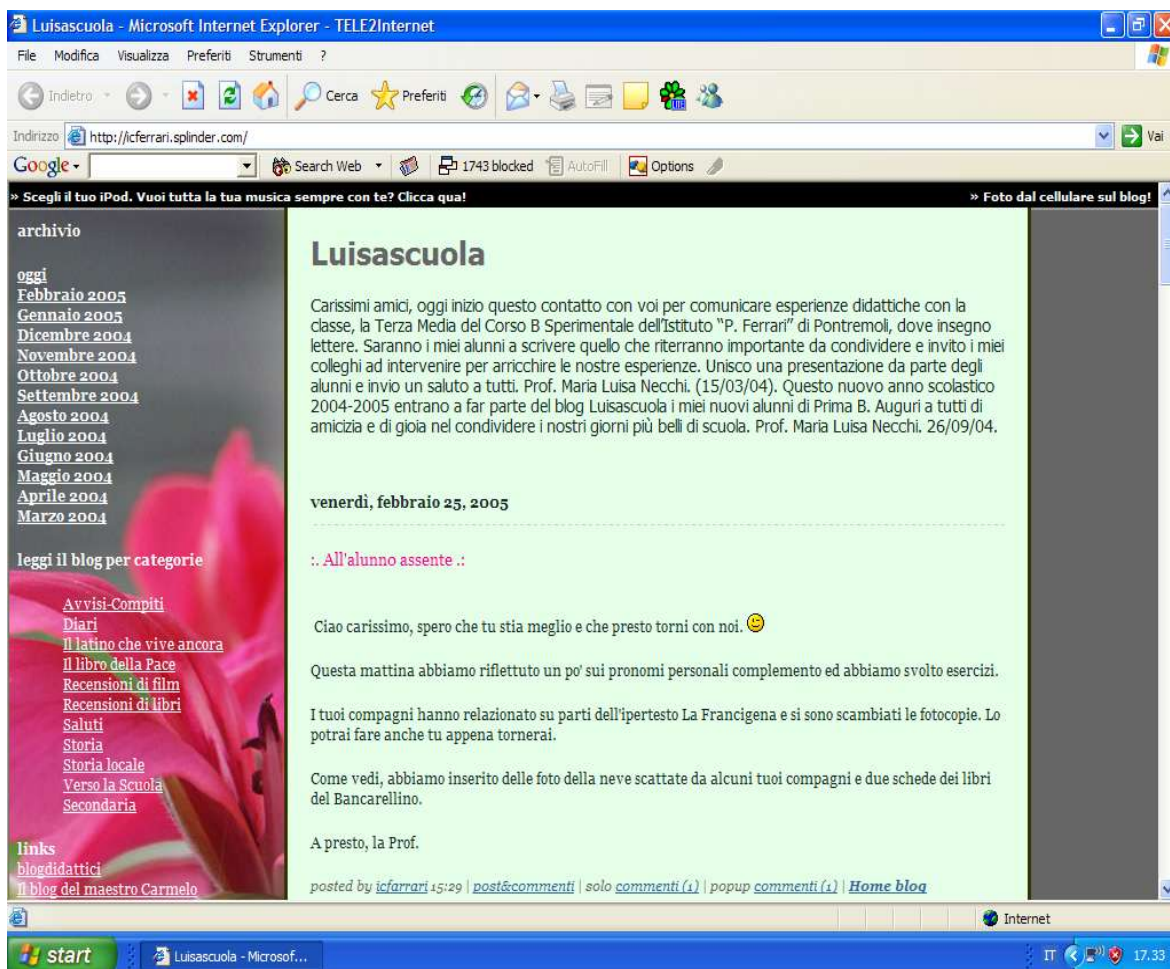 Luisascuola - Microsoft Internet Explorer - TELE2Internet
File Modifica Visualizza Preferiti Strumenti ?
Indietro Cerca Preferiti
Indirizzo http://icferrari.splinder.com/ Vai
Google Search Web 1743 blocked AutoFill Options
» Scegli il tuo iPod. Vuoi tutta la tua musica sempre con te? Clicca qua! » Foto dal cellulare sul blog!
archivio
oggi
Febbraio 2005
Gennaio 2005
Dicembre 2004
Novembre 2004
Ottobre 2004
Settembre 2004
Agosto 2004
Luglio 2004
Giugno 2004
Maggio 2004
Aprile 2004
Marzo 2004
leggi il blog per categorie
Avvisi-Compiti
Diari
Il latino che vive ancora
Il libro della Pace
Recensioni di film
Recensioni di libri
Saluti
Storia
Storia locale
Verso la Scuola
Secondaria
links
blogdidattici
Il blog del maestro Carmelo
Luisascuola
Carissimi amici, oggi inizio questo contatto con voi per comunicare esperienze didattiche con la
classe, la Terza Media del Corso B Sperimentale dell'Istituto "P. Ferrari" di Pontremoli, dove insegno
lettere. Saranno i miei alunni a scrivere quello che riterranno importante da condividere e invito i miei
colleghi ad intervenire per arricchire le nostre esperienze. Unisco una presentazione da parte degli
alunni e invio un saluto a tutti. Prof. Maria Luisa Necchi. (15/03/04). Questo nuovo anno scolastico
2004-2005 entrano a far parte del blog Luisascuola i miei nuovi alunni di Prima B. Auguri a tutti di
amicizia e di gioia nel condividere i nostri giorni più belli di scuola. Prof. Maria Luisa Necchi. 26/09/04.
venerdì, febbraio 25, 2005
:. All'alunno assente .:
Ciao carissimo, spero che tu stia meglio e che presto torni con noi.
Questa mattina abbiamo riflettuto un po' sui pronomi personali complemento ed abbiamo svolto esercizi.
I tuoi compagni hanno relazionato su parti dell'ipertesto La Francigena e si sono scambiati le fotocopie. Lo
potrai fare anche tu appena tornerai.
Come vedi, abbiamo inserito delle foto della neve scattate da alcuni tuoi compagni e due schede dei libri
del Bancarellino.
A presto, la Prof.
posted by icfarrari 15:29 | post&commenti | solo commenti (1) | popup commenti (1) | Home blog
Internet
start Luisascuola - Microsof... IT 17.33